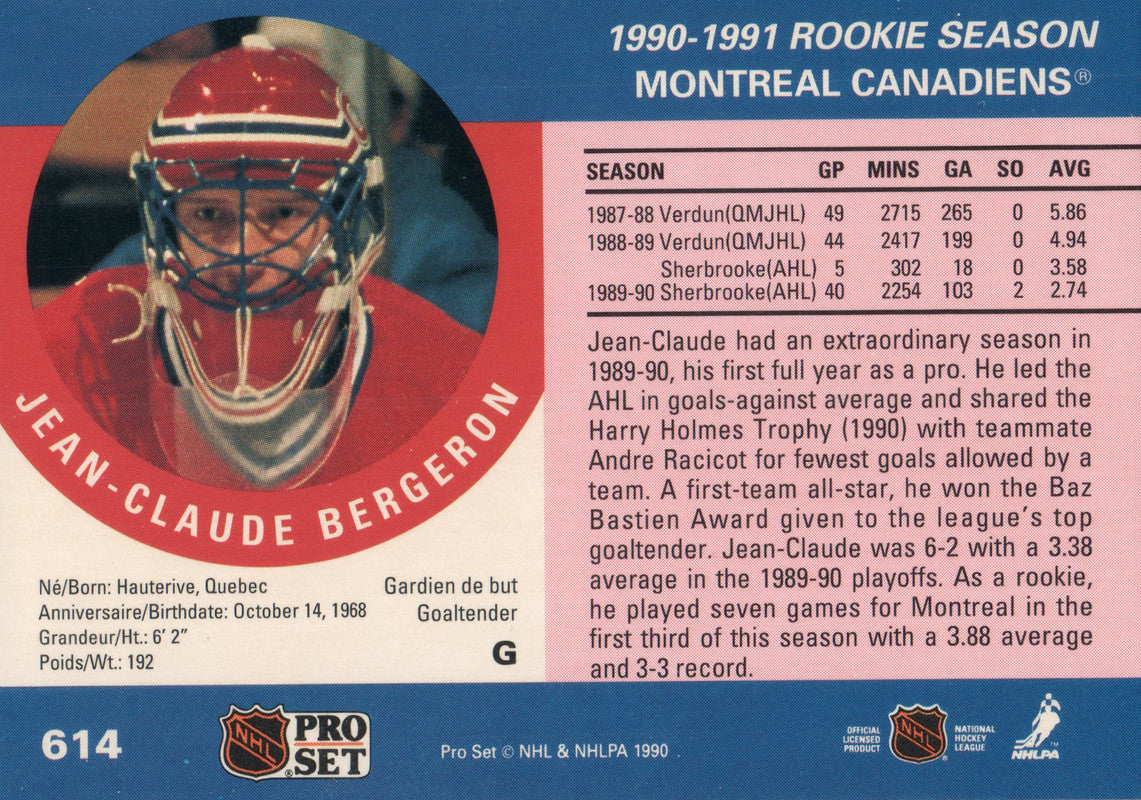 1990-1991 ROOKIE SEASON
MONTREAL CANADIENS®
JEAN-CLAUDE BERGERON
Né/Born: Hauterive, Quebec
Anniversaire/Birthdate: October 14, 1968
Grandeur/Ht.: 6' 2"
Poids/Wt.: 192
Gardien de but
Goaltender
G
SEASON GP MINS GA SO AVG
1987-88 Verdun(QMJHL) 49 2715 265 0 5.86
1988-89 Verdun(QMJHL) 44 2417 199 0 4.94
Sherbrooke(AHL) 5 302 18 0 3.58
1989-90 Sherbrooke(AHL) 40 2254 103 2 2.74
Jean-Claude had an extraordinary season in
1989-90, his first full year as a pro. He led the
AHL in goals-against average and shared the
Harry Holmes Trophy (1990) with teammate
Andre Racicot for fewest goals allowed by a
team. A first-team all-star, he won the Baz
Bastien Award given to the league's top
goaltender. Jean-Claude was 6-2 with a 3.38
average in the 1989-90 playoffs. As a rookie,
he played seven games for Montreal in the
first third of this season with a 3.88 average
and 3-3 record.
614
NHL
®
PRO
SET
Pro Set © NHL & NHLPA 1990
OFFICIAL
LICENSED
PRODUCT
NHL
®
NATIONAL
HOCKEY
LEAGUE
NHLPA™